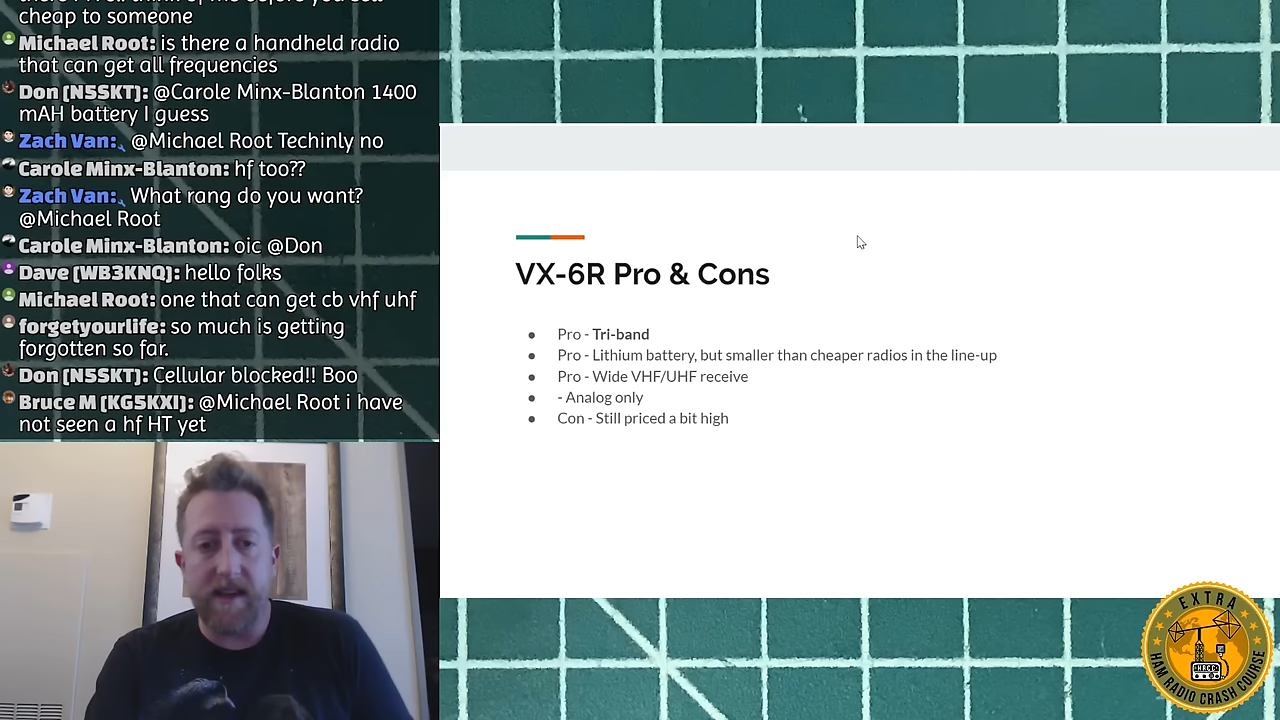 cheap to someone
Michael Root: is there a handheld radio
that can get all frequencies
Don (N5SKT): @Carole Minx-Blanton 1400
mAH battery I guess
Zach Van: @Michael Root Techinly no
Carole Minx-Blanton: hf too??
Zach Van: What rang do you want?
@Michael Root
Carole Minx-Blanton: oic @Don
Dave (WB3KNQ): hello folks
Michael Root: one that can get cb vhf uhf
forgetyourlife: so much is getting
forgotten so far.
Don (N5SKT): Cellular blocked!! Boo
Bruce M (KG5KXI): @Michael Root i have
not seen a hf HT yet
VX-6R Pro & Cons
● Pro - Tri-band
● Pro - Lithium battery, but smaller than cheaper radios in the line-up
● Pro - Wide VHF/UHF receive
● - Analog only
● Con - Still priced a bit high
EXTRA
HRCC
HAM RADIO CRASH COURSE